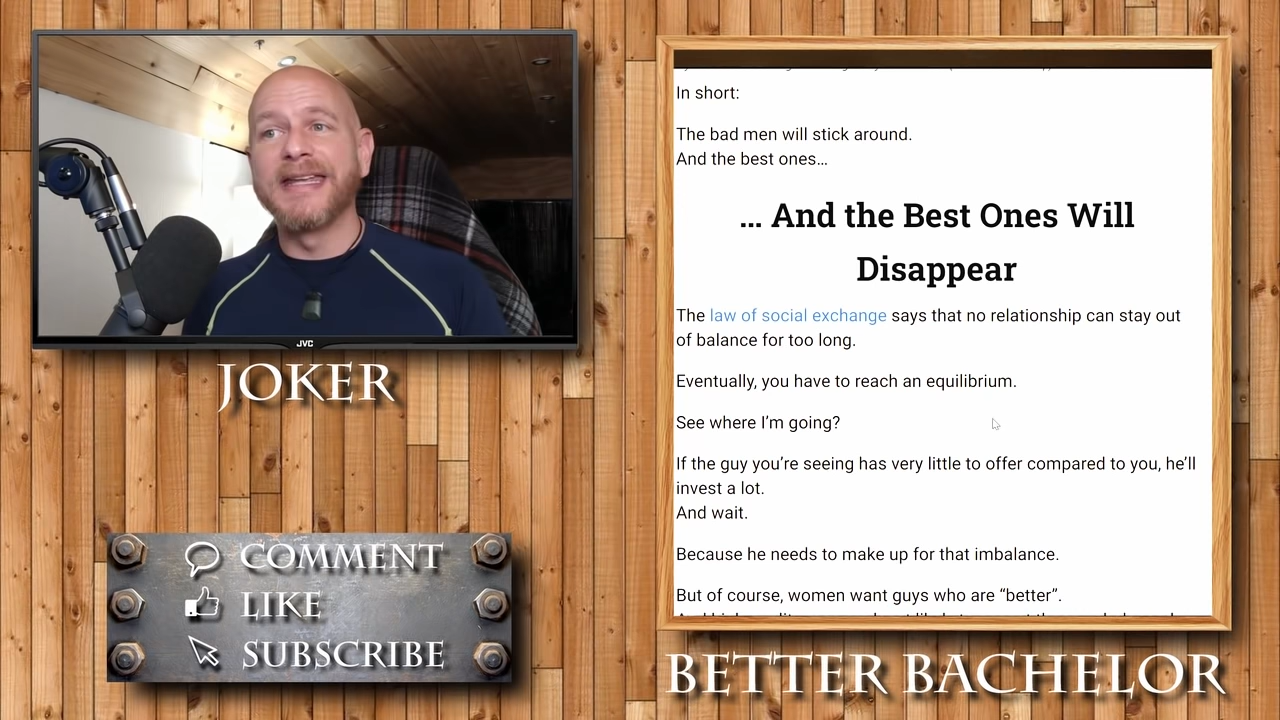 JVC
JOKER
COMMENT
LIKE
SUBSCRIBE
In short:
The bad men will stick around.
And the best ones…
... And the Best Ones Will
Disappear
The law of social exchange says that no relationship can stay out
of balance for too long.
Eventually, you have to reach an equilibrium.
See where I’m going?
If the guy you’re seeing has very little to offer compared to you, he’ll
invest a lot.
And wait.
Because he needs to make up for that imbalance.
But of course, women want guys who are “better”.
BETTER BACHELOR